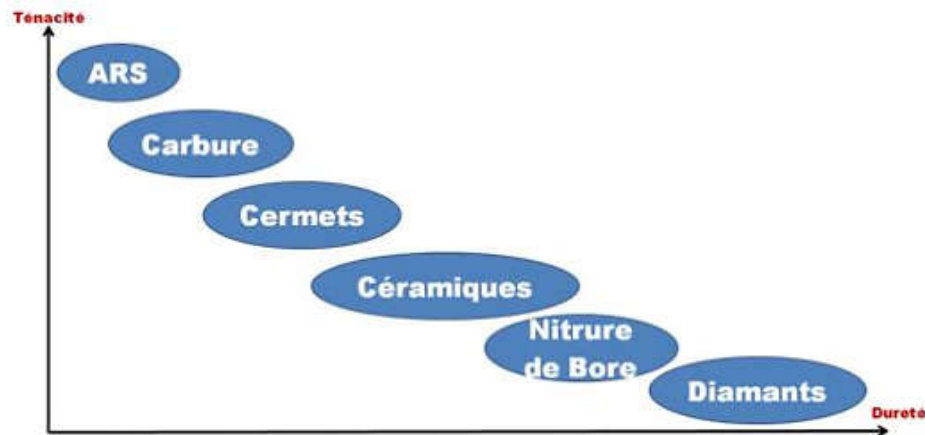 Ténacité
ARS
Carbure
Cermets
Céramiques
Nitrure
de Bore
Diamants
Dureté